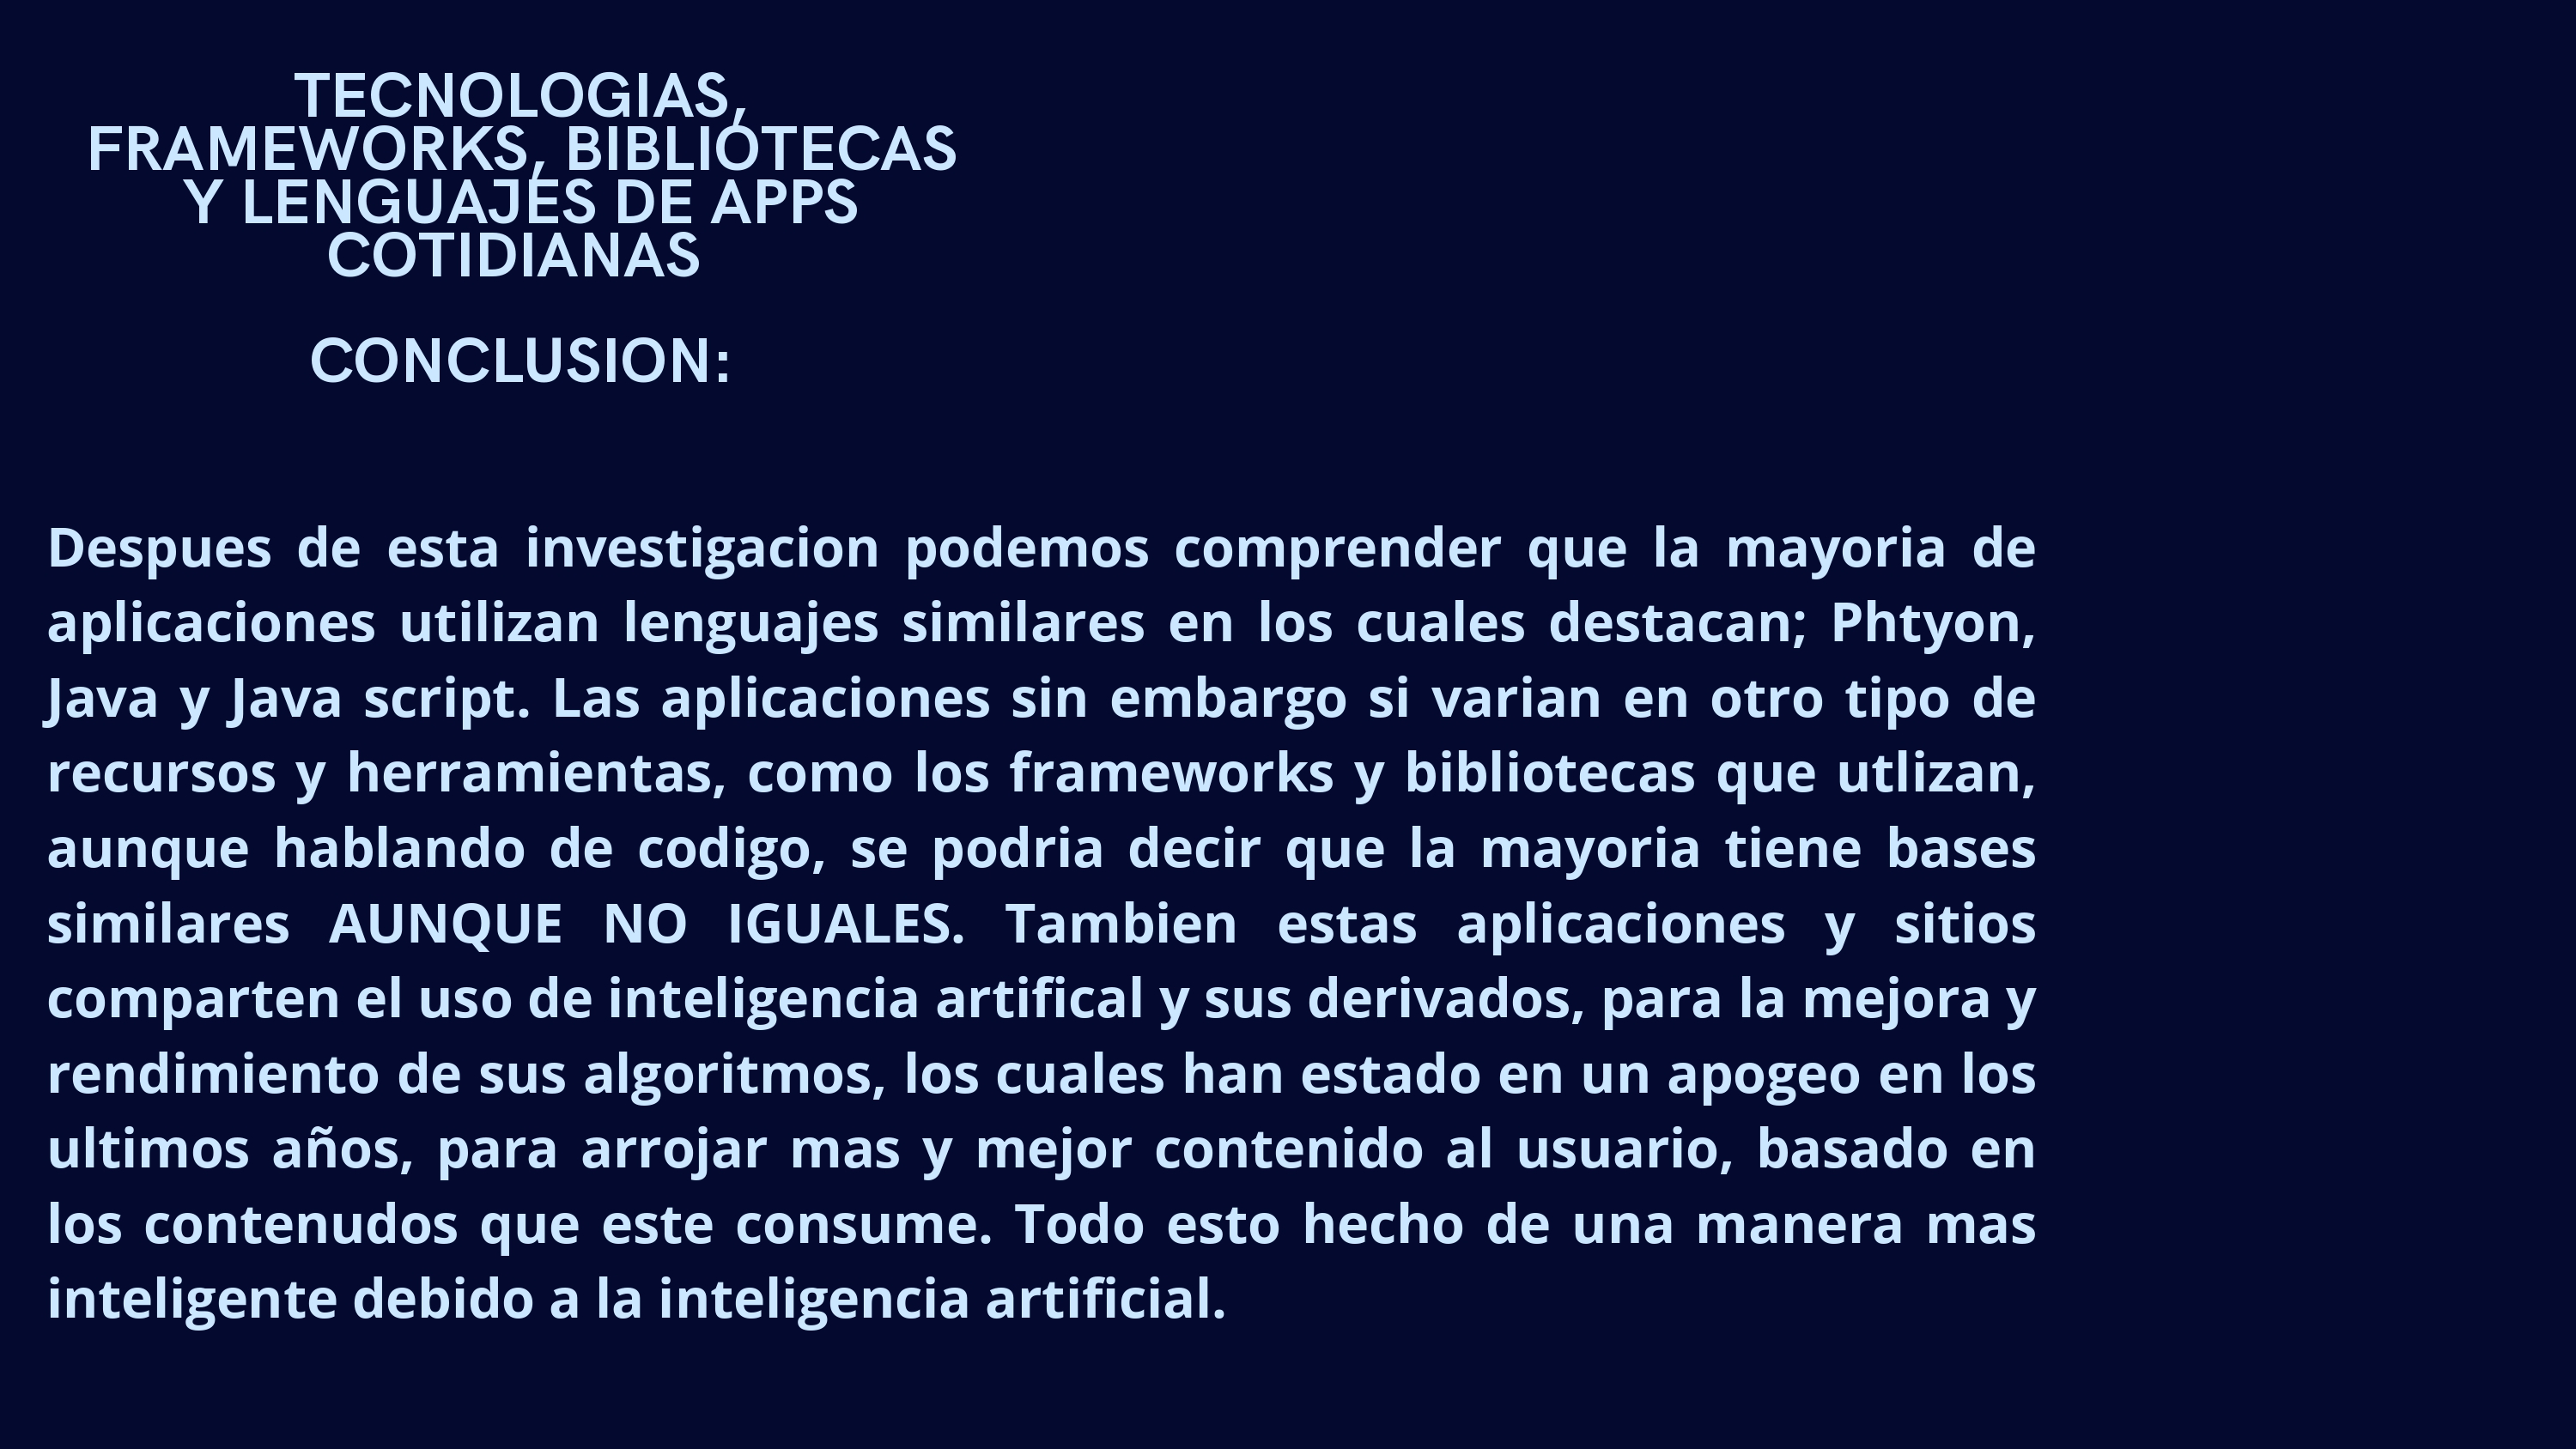 TECNOLOGIAS,
FRAMEWORKS, BIBLIOTECAS
Y LENGUAJES DE APPS
COTIDIANAS
CONCLUSION:
Despues de esta investigacion podemos comprender que la mayoria de
aplicaciones utilizan lenguajes similares en los cuales destacan; Phtyon,
Java y Java script. Las aplicaciones sin embargo si varian en otro tipo de
recursos y herramientas, como los frameworks y bibliotecas que utlizan,
aunque hablando de codigo, se podria decir que la mayoria tiene bases
similares AUNQUE NO IGUALES. Tambien estas aplicaciones y sitios
comparten el uso de inteligencia artifical y sus derivados, para la mejora y
rendimiento de sus algoritmos, los cuales han estado en un apogeo en los
ultimos años, para arrojar mas y mejor contenido al usuario, basado en
los contenudos que este consume. Todo esto hecho de una manera mas
inteligente debido a la inteligencia artificial.